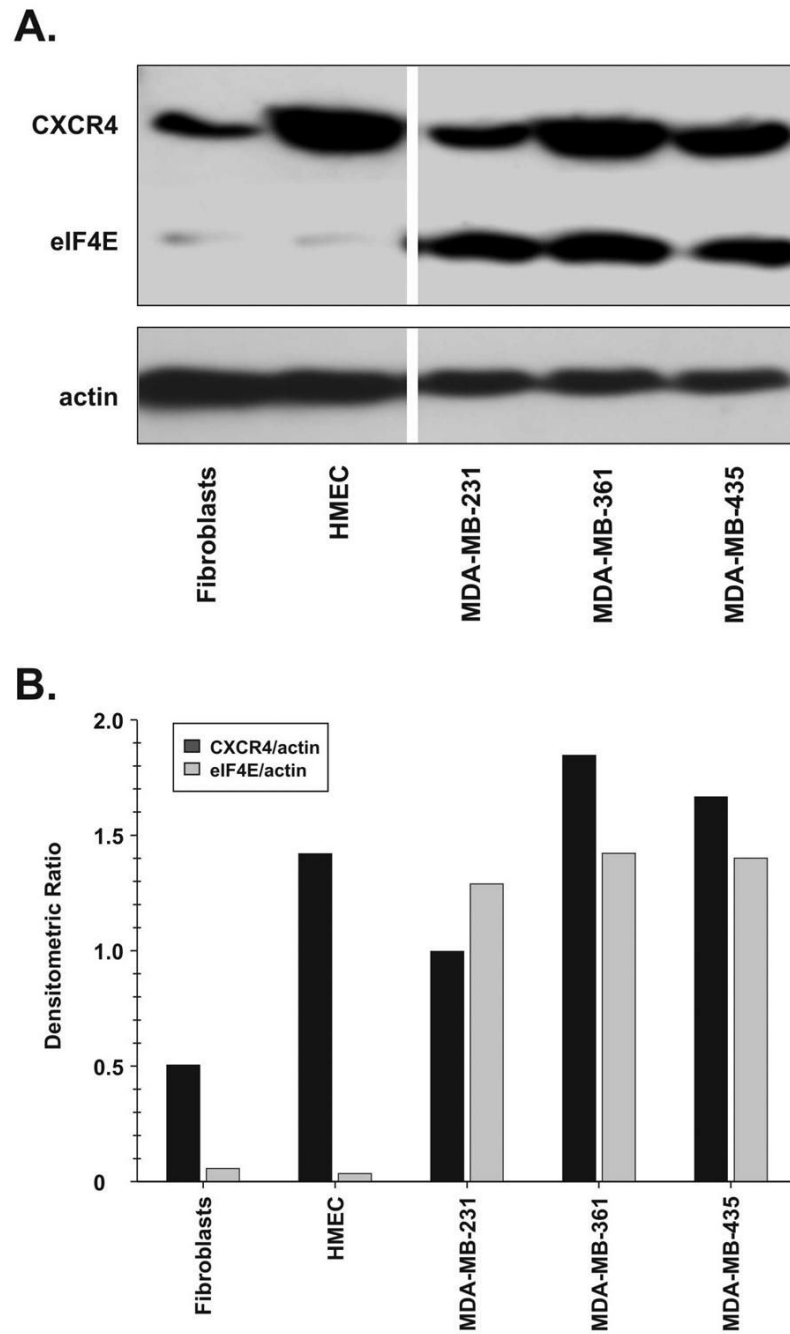 A.
CXCR4
eIF4E
actin
Fibroblasts
HMEC
MDA-MB-231
MDA-MB-361
MDA-MB-435
B.
2.0
CXCR4/actin
eIF4E/actin
1.5
1.0
0.5
0
Densitometric Ratio
Fibroblasts
HMEC
MDA-MB-231
MDA-MB-361
MDA-MB-435